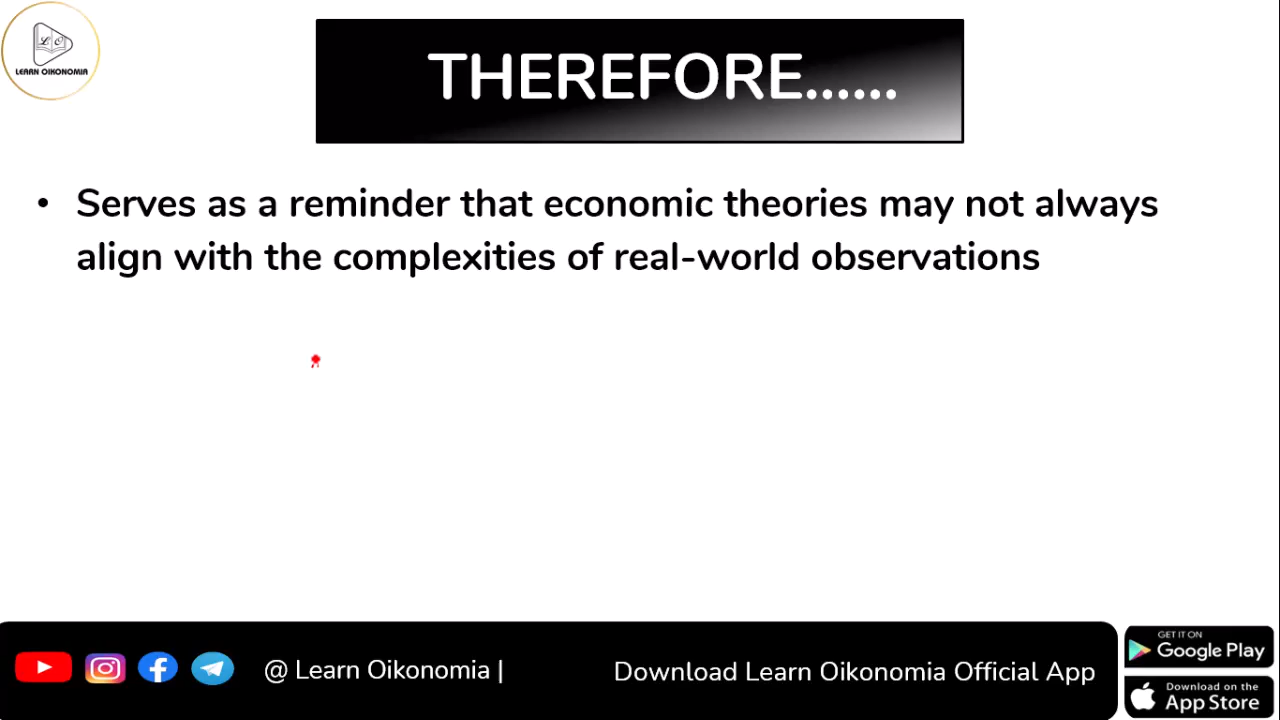 LO
LEARN OIKONOMIA
THEREFORE......
• Serves as a reminder that economic theories may not always
align with the complexities of real-world observations
@ Learn Oikonomia |
Download Learn Oikonomia Official App
GET IT ON
Google Play
Download on the
App Store